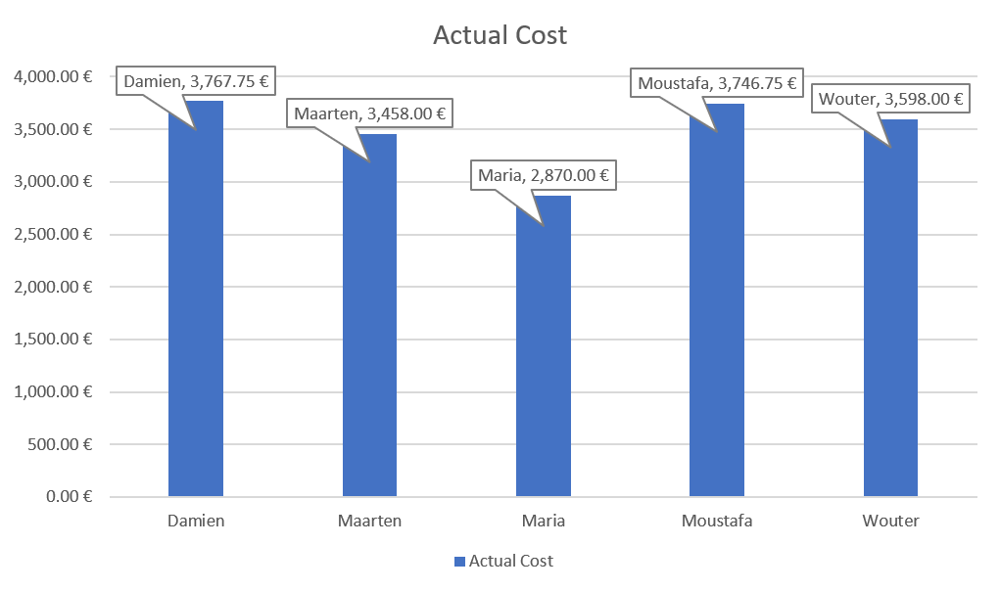 Actual Cost
4,000.00 €
3,500.00 €
3,000.00 €
2,500.00 €
2,000.00 €
1,500.00 €
1,000.00 €
500.00 €
0.00 €
Damien, 3,767.75 €
Maarten, 3,458.00 €
Maria, 2,870.00 €
Moustafa, 3,746.75 €
Wouter, 3,598.00 €
Damien
Maarten
Maria
Moustafa
Wouter
Actual Cost